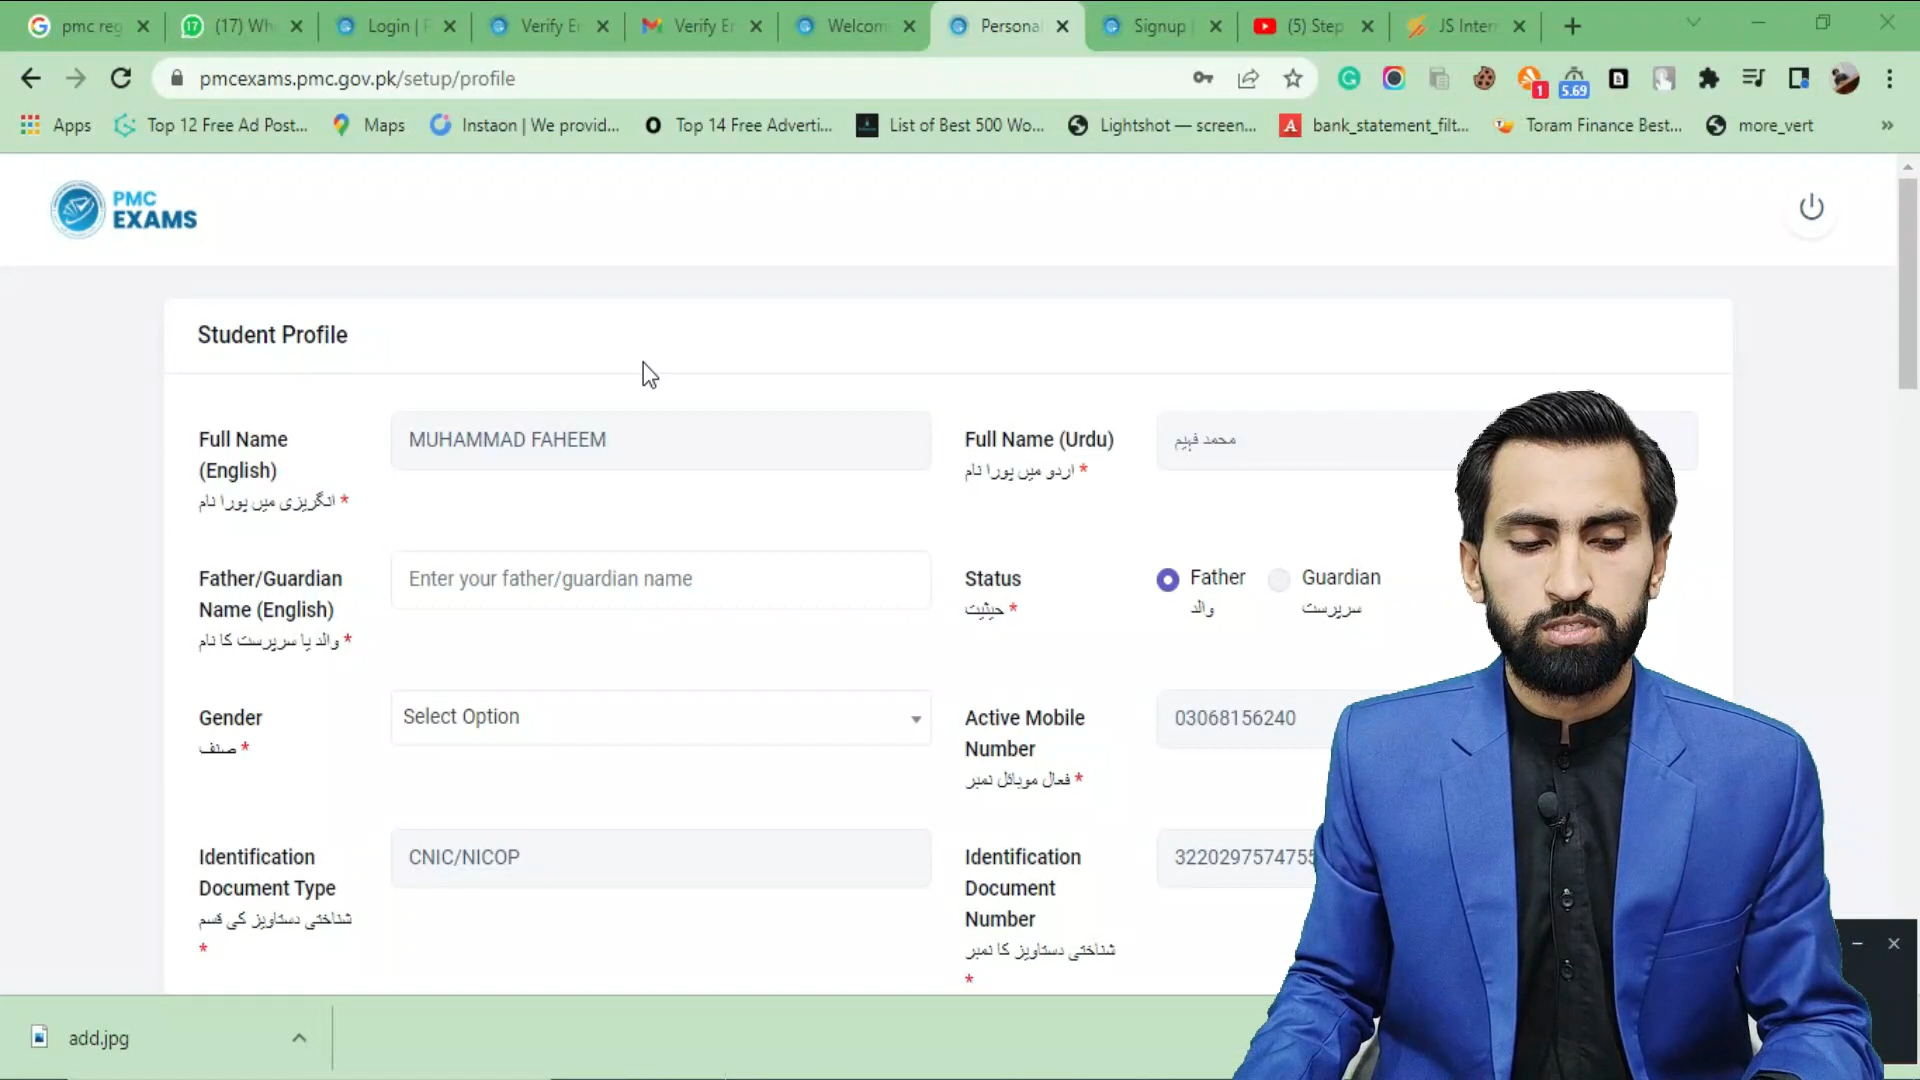 pmc reg
(17) Wh
Login | F
Verify Er
Verify Er
Welcom
Persona
Signup |
(5) Step
JS Inter
pmcexams.pmc.gov.pk/setup/profile
1
5.69
Apps
Top 12 Free Ad Post...
Maps
Instaon | We provid...
Top 14 Free Adverti...
List of Best 500 Wo...
Lightshot — screen...
bank_statement_filt...
Toram Finance Best...
more_vert
PMC
EXAMS
Student Profile
Full Name
(English)
انگریزی میں پورا نام *
MUHAMMAD FAHEEM
Full Name (Urdu)
اردو میں پورا نام *
محمد فہیم
Father/Guardian
Name (English)
والد یا سرپرست کا نام *
Enter your father/guardian name
Status
حیثیت *
Father
والد
Guardian
سرپرست
Gender
صنف *
Select Option
Active Mobile
Number
فعال موبائل نمبر *
03068156240
Identification
Document Type
شناختی دستاویز کی قسم
*
CNIC/NICOP
Identification
Document
Number
شناختی دستاویز کا نمبر
*
3220297574755
add.jpg